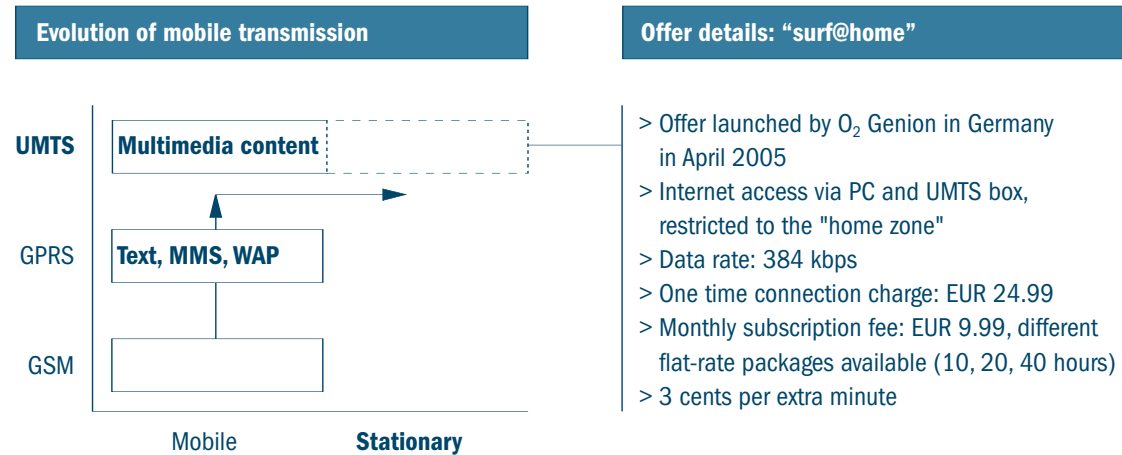 Evolution of mobile transmission
UMTS
Multimedia content
GPRS
Text, MMS, WAP
GSM
Mobile
Stationary
Offer details: “surf@home”
> Offer launched by O₂ Genion in Germany
in April 2005
> Internet access via PC and UMTS box,
restricted to the "home zone"
> Data rate: 384 kbps
> One time connection charge: EUR 24.99
> Monthly subscription fee: EUR 9.99, different
flat-rate packages available (10, 20, 40 hours)
> 3 cents per extra minute